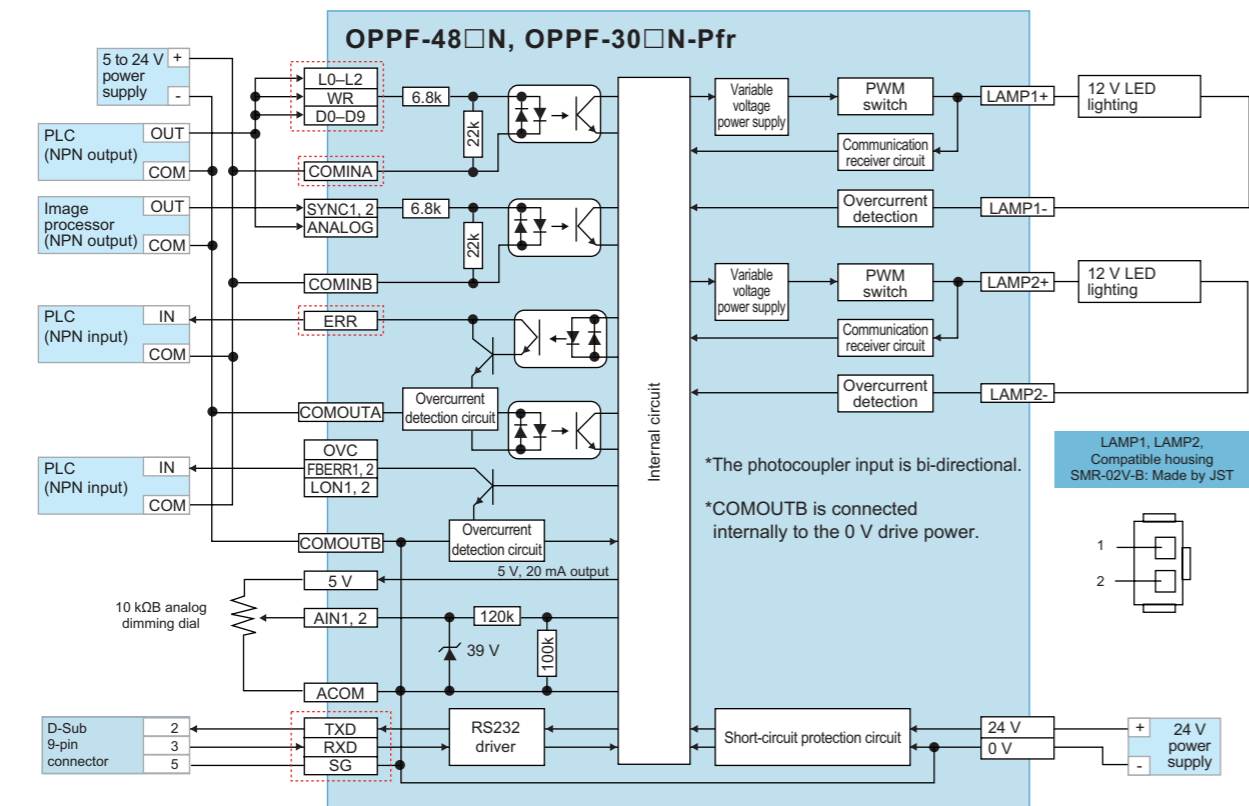 OPPF-48□N, OPPF-30□N-Pfr
5 to 24 V
power
supply
+
-
PLC
(NPN output)
OUT
COM
Image
processor
(NPN output)
OUT
COM
PLC
(NPN input)
IN
COM
PLC
(NPN input)
IN
COM
10 kΩB analog
dimming dial
D-Sub
9-pin
connector
2
3
5
L0–L2
WR
D0–D9
COMINA
SYNC1, 2
ANALOG
COMINB
ERR
COMOUTA
OVC
FBERR1, 2
LON1, 2
COMOUTB
5 V
AIN1, 2
ACOM
TXD
RXD
SG
6.8k
22k
6.8k
22k
Overcurrent
detection circuit
Overcurrent
detection circuit
5 V, 20 mA output
120k
39 V
100k
RS232
driver
Internal circuit
Variable
voltage
power supply
PWM
switch
Communication
receiver circuit
Overcurrent
detection
LAMP1+
12 V LED
lighting
LAMP1-
Variable
voltage
power supply
PWM
switch
Communication
receiver circuit
Overcurrent
detection
LAMP2+
12 V LED
lighting
LAMP2-
*The photocoupler input is bi-directional.
*COMOUTB is connected
internally to the 0 V drive power.
LAMP1, LAMP2,
Compatible housing
SMR-02V-B: Made by JST
1
2
Short-circuit protection circuit
24 V
0 V
+
-
24 V
power
supply